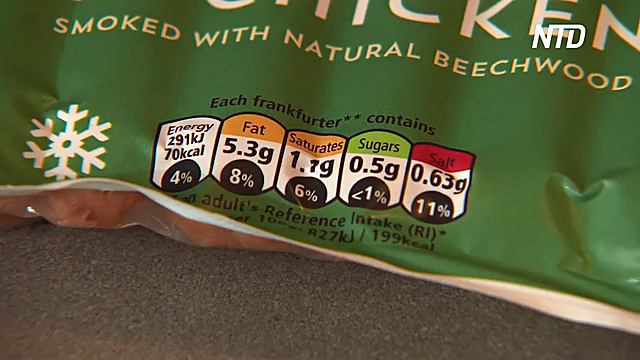 CHICKEN
NTD
SMOKED WITH NATURAL BEECHWOOD
Each frankfurter** contains
Energy 291kJ 70kcal 4%
Fat 5.3g 8%
Saturates 1.7g 6%
Sugars 0.5g <1%
Salt 0.63g 11%
adult's Reference Intake (RI)*
827kJ / 199kcal